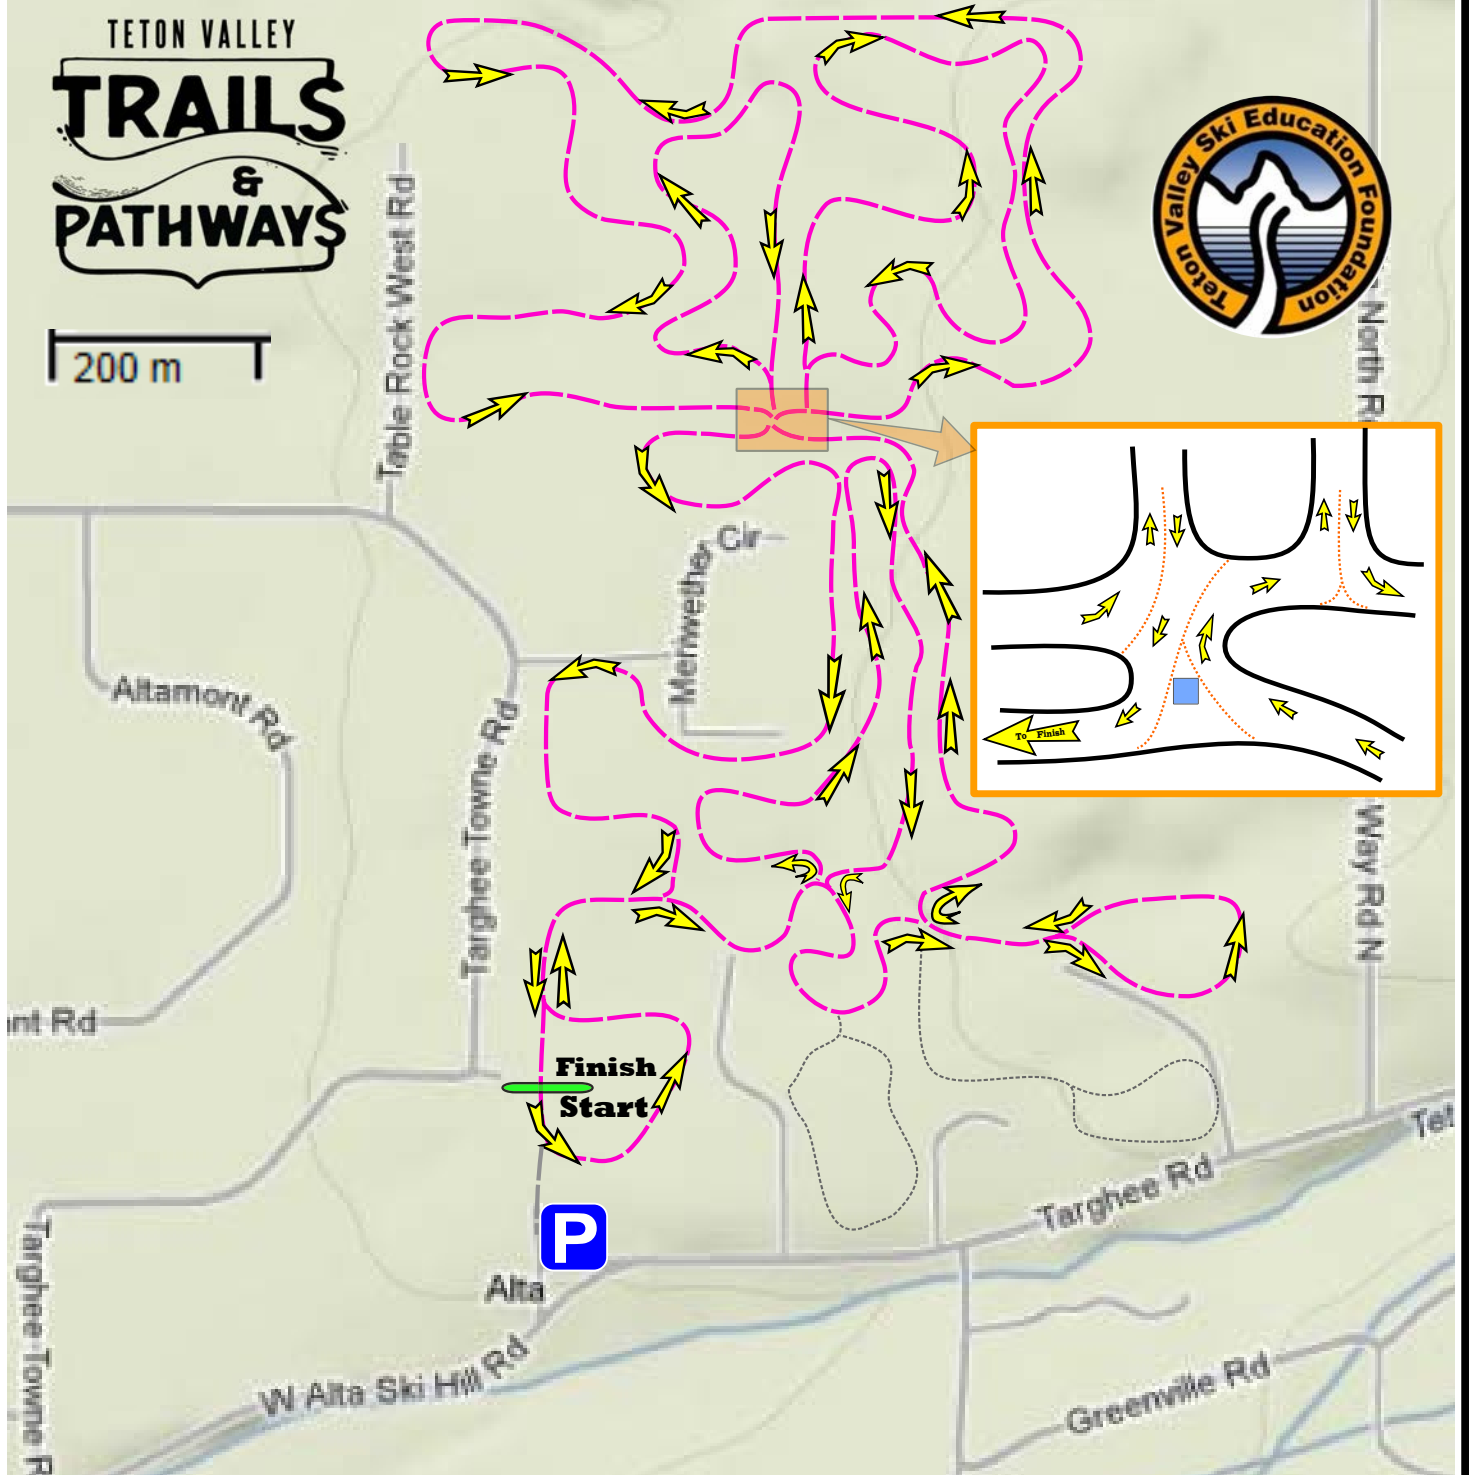 TETON VALLEY
TRAILS
&
PATHWAYS
200 m
Table Rock West Rd
Teton Valley Ski Education Foundation
North
Cir
Meriwether
Altamont Rd
Targhee Towne Rd
To Finish
Way Rd N
nt Rd
Finish
Start
P
Alta
Targhee Rd
Tet
Targhee Towne R
W Alta Ski Hill Rd
Greenville Rd